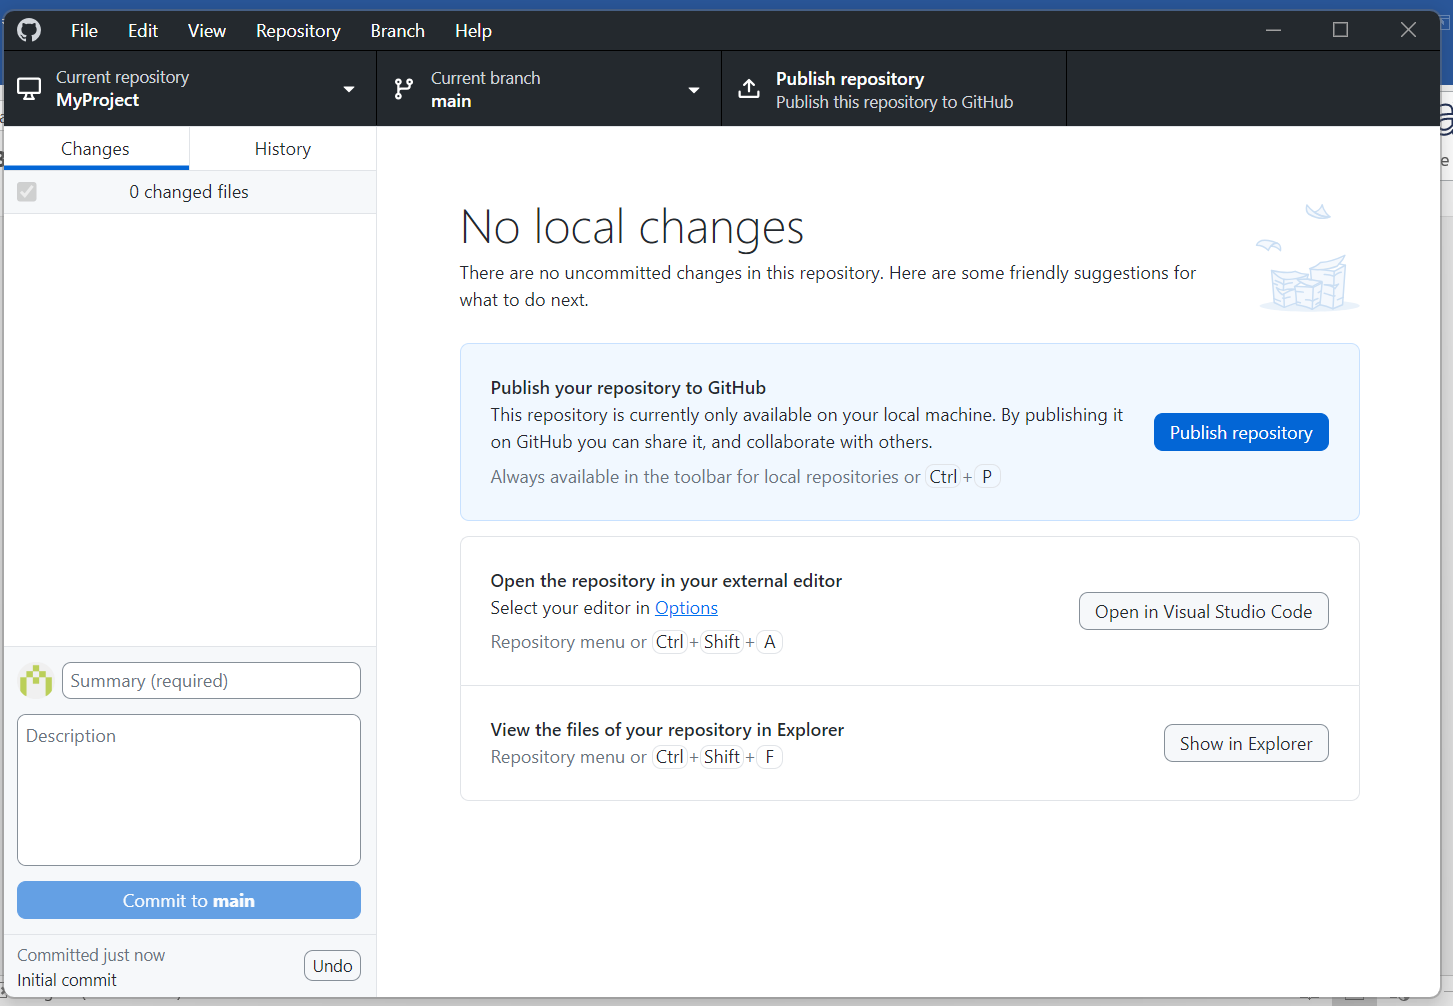 File Edit View Repository Branch Help
Current repository
MyProject
Current branch
main
Publish repository
Publish this repository to GitHub
Changes History
0 changed files
No local changes
There are no uncommitted changes in this repository. Here are some friendly suggestions for
what to do next.
Publish your repository to GitHub
This repository is currently only available on your local machine. By publishing it
on GitHub you can share it, and collaborate with others.
Always available in the toolbar for local repositories or Ctrl + P
Publish repository
Open the repository in your external editor
Select your editor in Options
Repository menu or Ctrl + Shift + A
Open in Visual Studio Code
View the files of your repository in Explorer
Repository menu or Ctrl + Shift + F
Show in Explorer
Summary (required)
Description
Commit to main
Committed just now
Initial commit
Undo